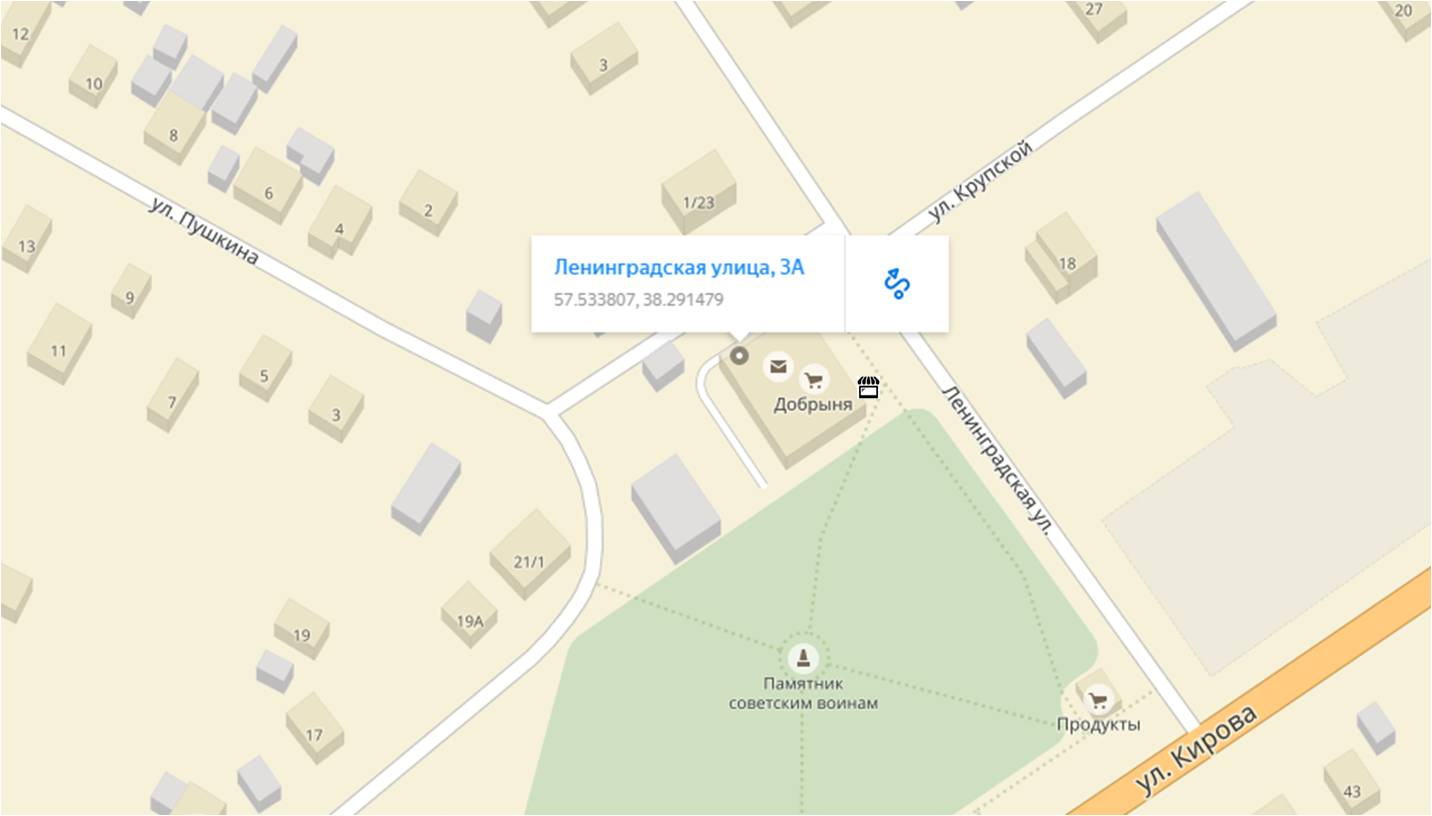 12
27
20
3
10
8
6
1/23
2
4
ул. Пушкина
ул. Крупской
13
18
Ленинградская улица, 3А
57.533807, 38.291479
9
11
5
7
3
Добрыня
Ленинградская ул.
21/1
19А
19
17
Памятник
советским воинам
Продукты
ул. Кирова
43